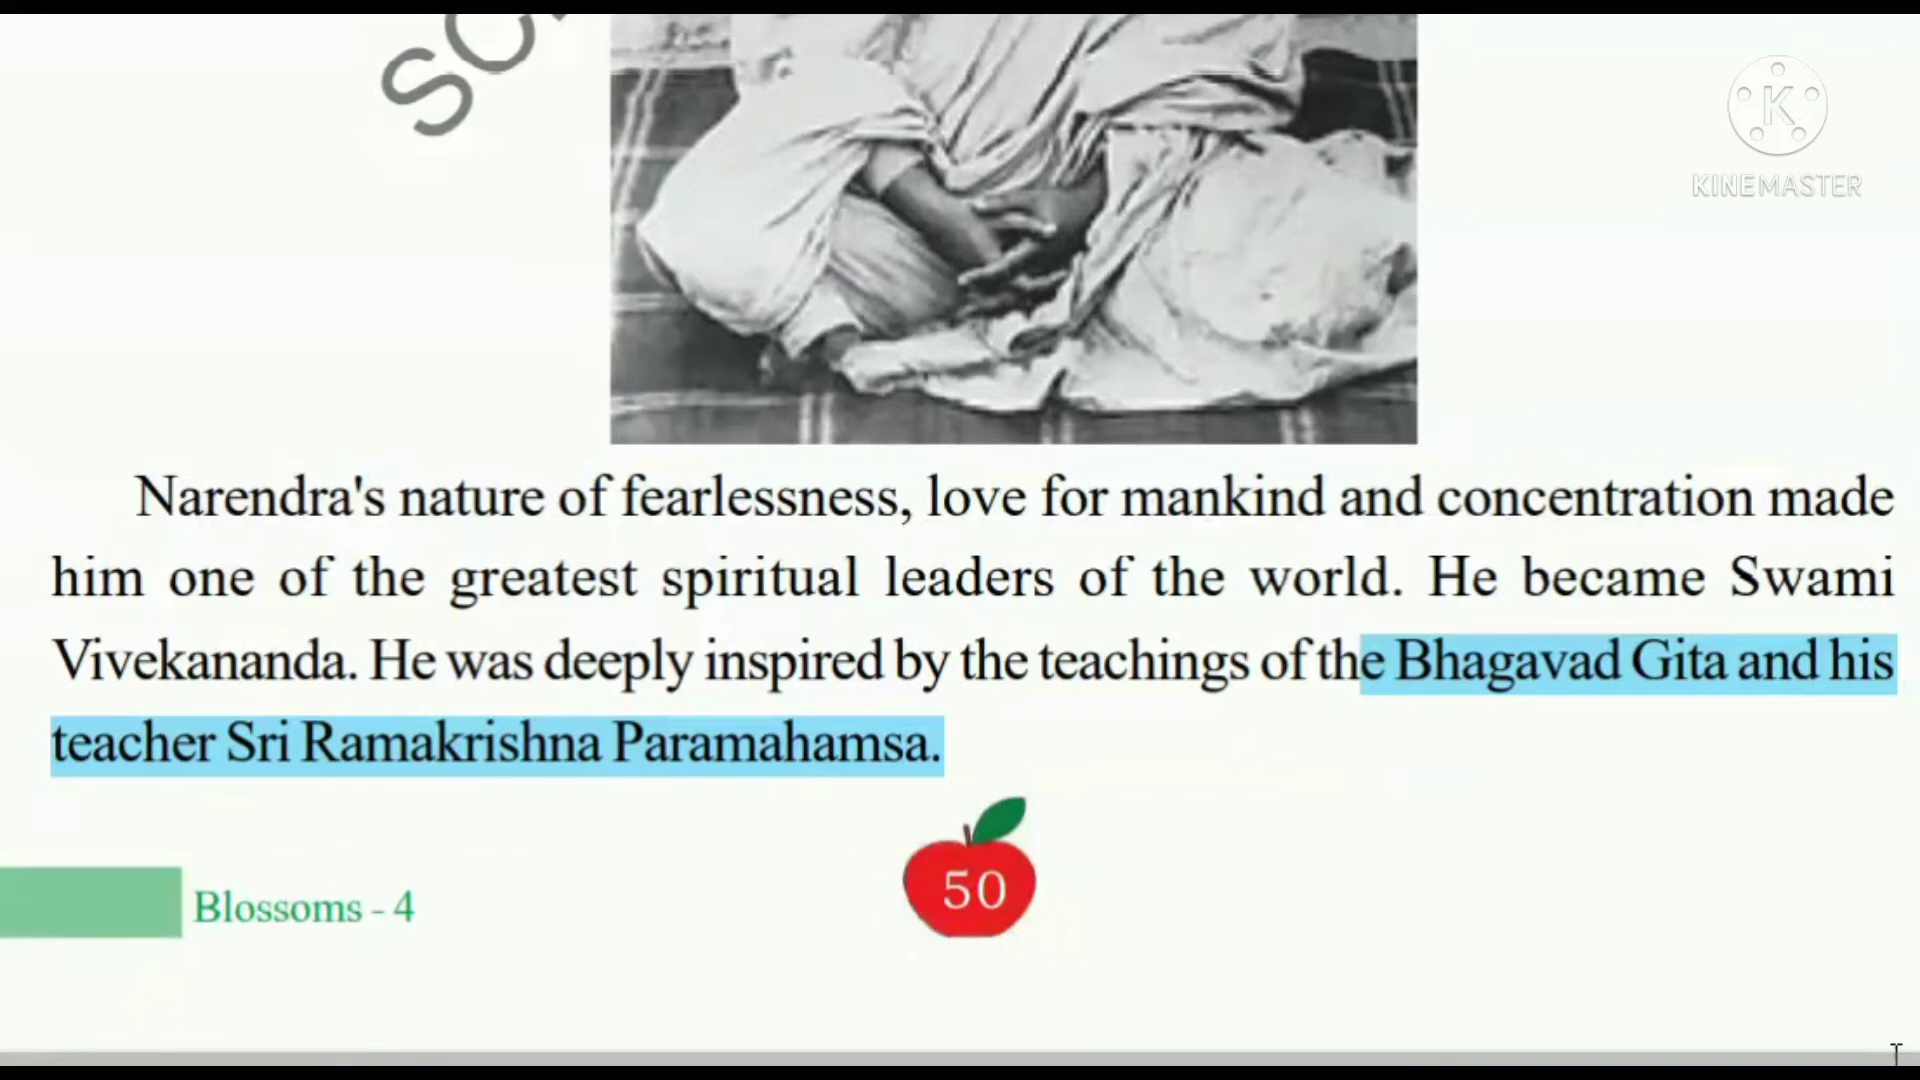 KINEMASTER
Narendra's nature of fearlessness, love for mankind and concentration made
him one of the greatest spiritual leaders of the world. He became Swami
Vivekananda. He was deeply inspired by the teachings of the Bhagavad Gita and his
teacher Sri Ramakrishna Paramahamsa.
50
Blossoms - 4